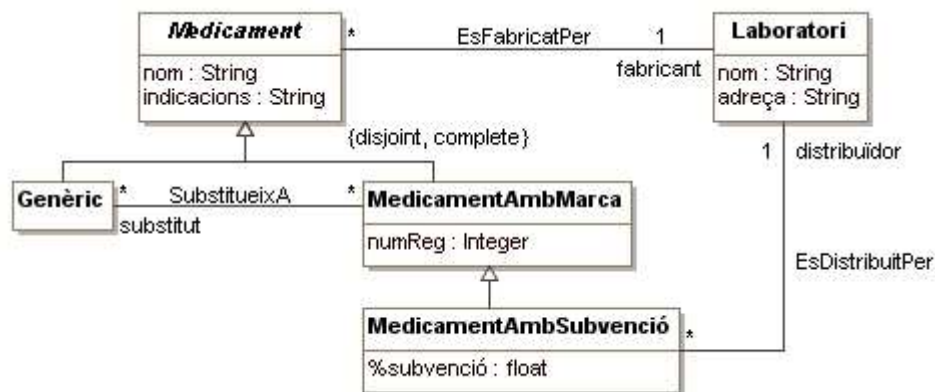 Medicament
nom : String
indicacions : String
*
EsFabricatPer
1
fabricant
Laboratori
nom : String
adreça : String
{disjoint, complete}
1
distribuïdor
Genèric
*
SubstitueixA
*
substitut
MedicamentAmbMarca
numReg : Integer
EsDistribuitPer
MedicamentAmbSubvenció
*
%subvenció : float